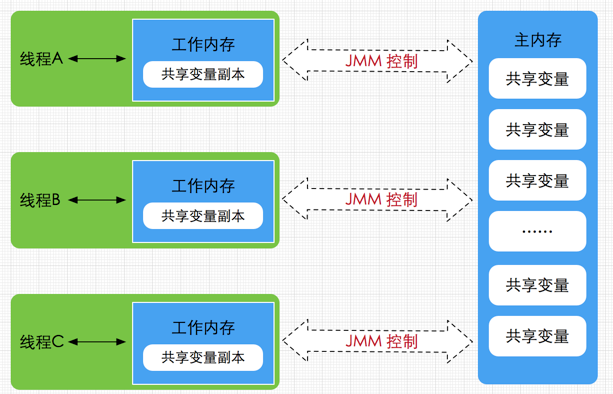 线程A
工作内存
共享变量副本
JMM 控制
线程B
工作内存
共享变量副本
JMM 控制
线程C
工作内存
共享变量副本
JMM 控制
主内存
共享变量
共享变量
共享变量
……
共享变量
共享变量